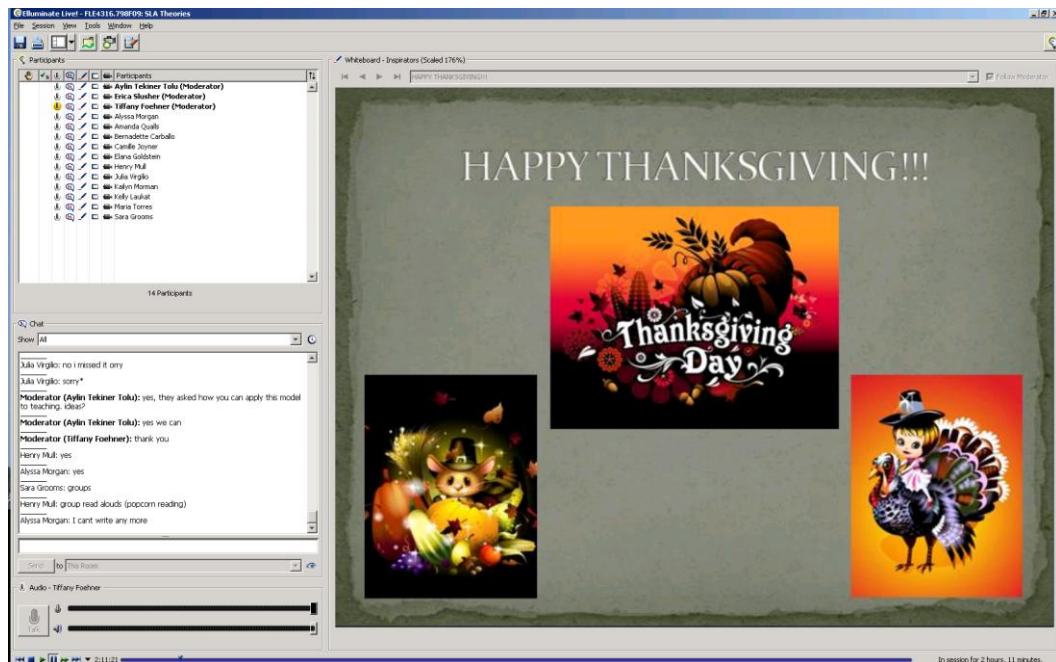 Elluminate Live! - FLE4316.798F09: SLA Theories
File Session View Tools Window Help
Participants
Participants
Aylin Tekiner Tolu (Moderator)
Erica Slusher (Moderator)
Tiffany Foehner (Moderator)
Alyssa Morgan
Amanda Qualls
Bernadette Carballo
Camille Joyner
Elana Goldstein
Henry Mull
Julia Virgilio
Kailyn Morman
Kelly Laukat
Maria Torres
Sara Grooms
14 Participants
Chat
Show All
Julia Virgilio: no i missed it orry
Julia Virgilio: sorry*
Moderator (Aylin Tekiner Tolu): yes, they asked how you can apply this model
to teaching. ideas?
Moderator (Aylin Tekiner Tolu): yes we can
Moderator (Tiffany Foehner): thank you
Henry Mull: yes
Alyssa Morgan: yes
Sara Grooms: groups
Henry Mull: group read alouds (popcorn reading)
Alyssa Morgan: I cant write any more
Send to This Room
Audio - Tiffany Foehner
Talk
2:11:21
Whiteboard - Inspirators (Scaled 176%)
HAPPY THANKSGIVING!!!
Follow Moderator
HAPPY THANKSGIVING!!!
Thanksgiving
Day
In session for 2 hours, 11 minutes.